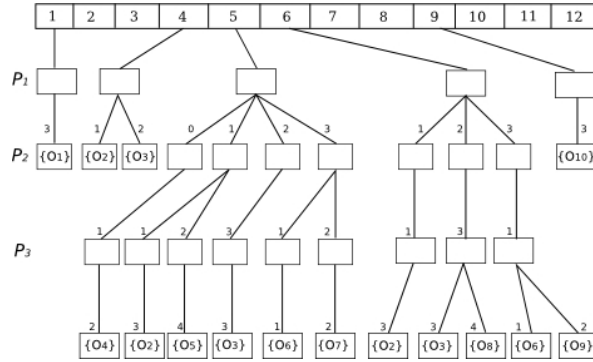 1 2 3 4 5 6 7 8 9 10 11 12
P1
3 1 2 0 1 2 3 1 2 3 3
P2 {O1} {O2} {O3} {O10}
1 1 2 3 1 2 1 3 1
P3
2 3 4 3 1 2 3 3 4 1 2
{O4} {O2} {O5} {O3} {O6} {O7} {O2} {O3} {O8} {O6} {O9}